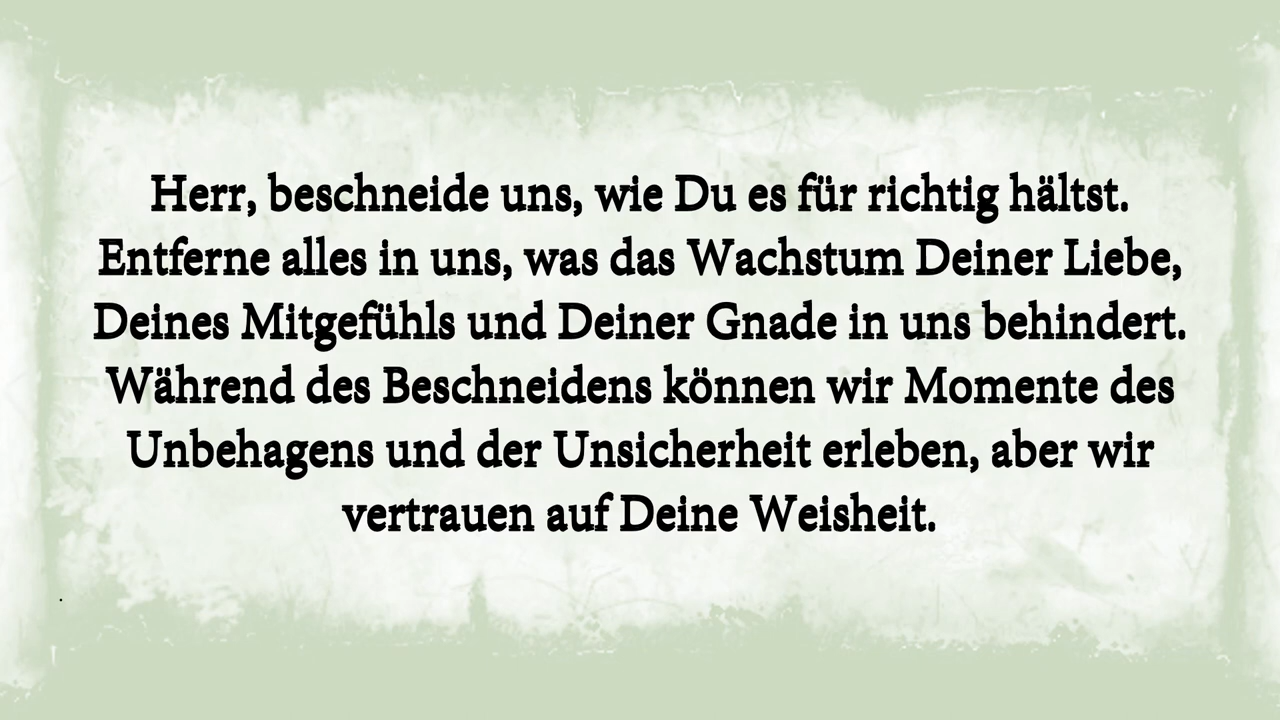 Herr, beschneide uns, wie Du es für richtig hältst.
Entferne alles in uns, was das Wachstum Deiner Liebe,
Deines Mitgefühls und Deiner Gnade in uns behindert.
Während des Beschneidens können wir Momente des
Unbehagens und der Unsicherheit erleben, aber wir
vertrauen auf Deine Weisheit.
.